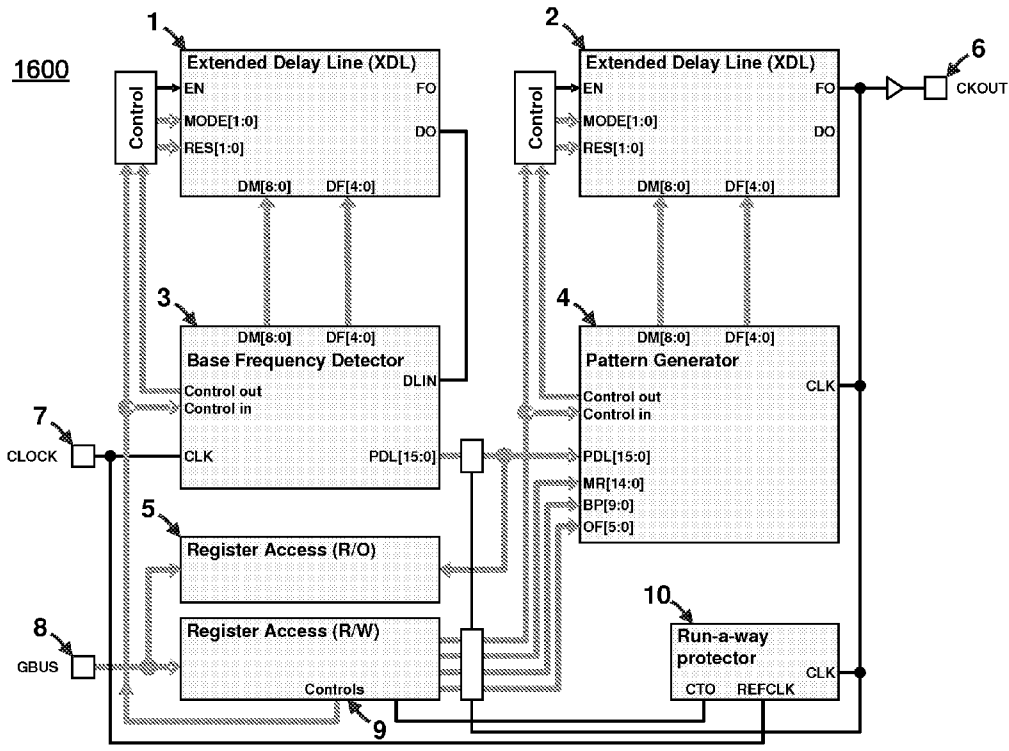 1
2
6
1600
Extended Delay Line (XDL)
Extended Delay Line (XDL)
Control
EN
FO
MODE[1:0]
DO
RES[1:0]
DM[8:0]
DF[4:0]
Control
EN
FO
MODE[1:0]
DO
RES[1:0]
DM[8:0]
DF[4:0]
CKOUT
3
4
DM[8:0]
DF[4:0]
Base Frequency Detector
DLIN
Control out
Control in
CLK
PDL[15:0]
DM[8:0]
DF[4:0]
Pattern Generator
CLK
Control out
Control in
PDL[15:0]
MR[14:0]
BP[9:0]
OF[5:0]
7
CLOCK
5
Register Access (R/O)
8
GBUS
Register Access (R/W)
Controls
9
10
Run-a-way
protector
CLK
CTO
REFCLK